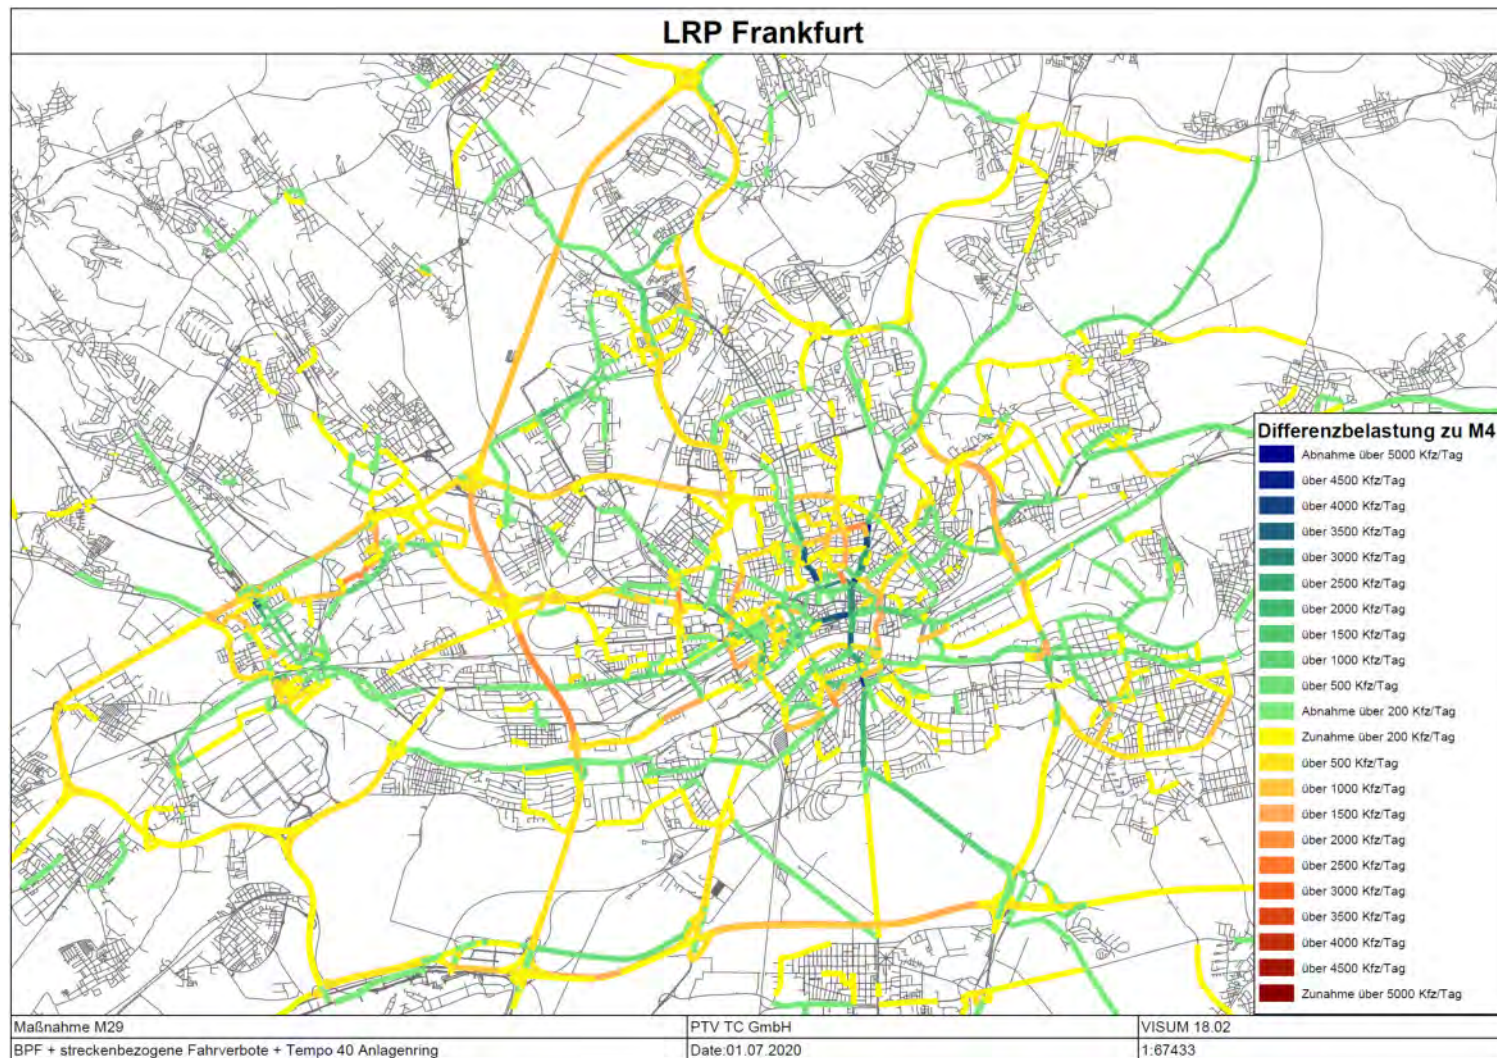 LRP Frankfurt
Differenzbelastung zu M4
Abnahme über 5000 Kfz/Tag
über 4500 Kfz/Tag
über 4000 Kfz/Tag
über 3500 Kfz/Tag
über 3000 Kfz/Tag
über 2500 Kfz/Tag
über 2000 Kfz/Tag
über 1500 Kfz/Tag
über 1000 Kfz/Tag
über 500 Kfz/Tag
Abnahme über 200 Kfz/Tag
Zunahme über 200 Kfz/Tag
über 500 Kfz/Tag
über 1000 Kfz/Tag
über 1500 Kfz/Tag
über 2000 Kfz/Tag
über 2500 Kfz/Tag
über 3000 Kfz/Tag
über 3500 Kfz/Tag
über 4000 Kfz/Tag
über 4500 Kfz/Tag
Zunahme über 5000 Kfz/Tag
Maßnahme M29
PTV TC GmbH
VISUM 18.02
BPF + streckenbezogene Fahrverbote + Tempo 40 Anlagenring
Date:01.07.2020
1:67433